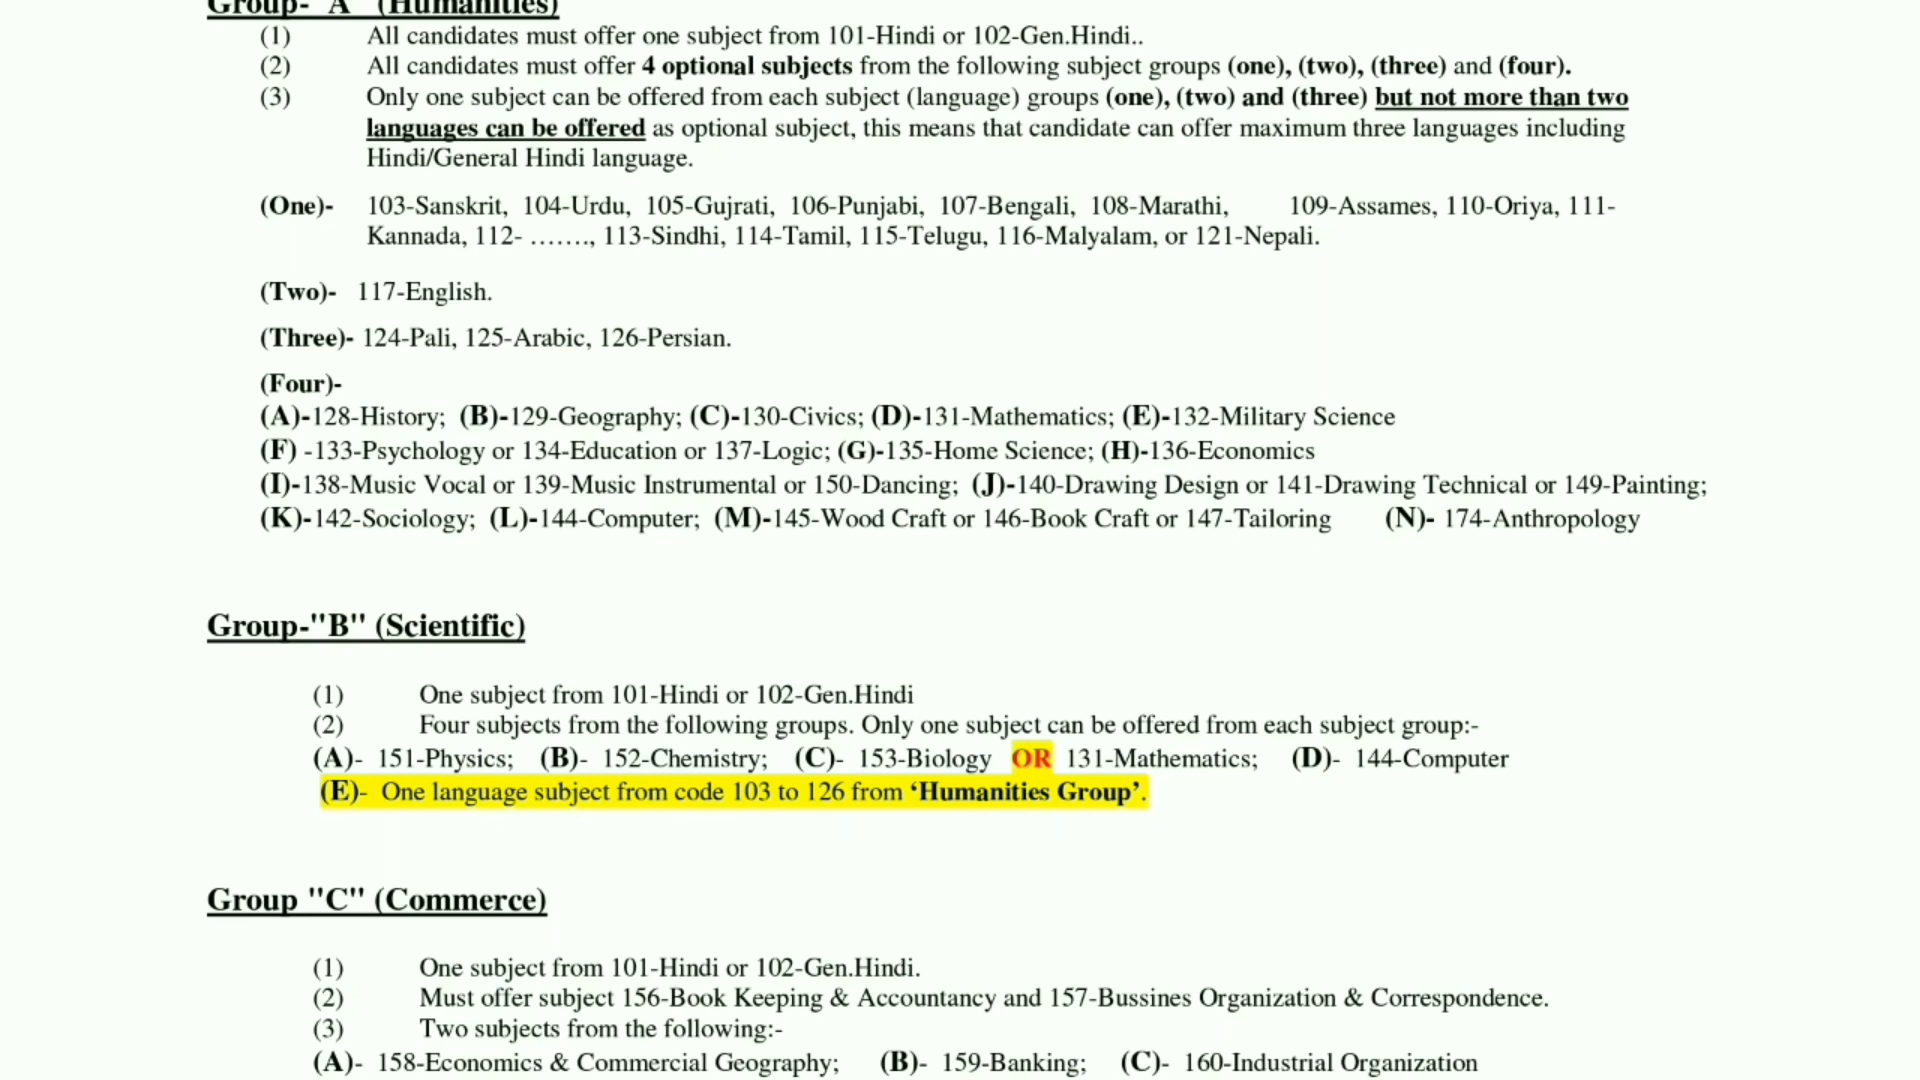 Group- "A" (Humanities)
(1) All candidates must offer one subject from 101-Hindi or 102-Gen.Hindi..
(2) All candidates must offer 4 optional subjects from the following subject groups (one), (two), (three) and (four).
(3) Only one subject can be offered from each subject (language) groups (one), (two) and (three) but not more than two
languages can be offered as optional subject, this means that candidate can offer maximum three languages including
Hindi/General Hindi language.
(One)- 103-Sanskrit, 104-Urdu, 105-Gujrati, 106-Punjabi, 107-Bengali, 108-Marathi, 109-Assames, 110-Oriya, 111-
Kannada, 112- ……., 113-Sindhi, 114-Tamil, 115-Telugu, 116-Malyalam, or 121-Nepali.
(Two)- 117-English.
(Three)- 124-Pali, 125-Arabic, 126-Persian.
(Four)-
(A)-128-History; (B)-129-Geography; (C)-130-Civics; (D)-131-Mathematics; (E)-132-Military Science
(F) -133-Psychology or 134-Education or 137-Logic; (G)-135-Home Science; (H)-136-Economics
(I)-138-Music Vocal or 139-Music Instrumental or 150-Dancing; (J)-140-Drawing Design or 141-Drawing Technical or 149-Painting;
(K)-142-Sociology; (L)-144-Computer; (M)-145-Wood Craft or 146-Book Craft or 147-Tailoring (N)- 174-Anthropology
Group-"B" (Scientific)
(1) One subject from 101-Hindi or 102-Gen.Hindi
(2) Four subjects from the following groups. Only one subject can be offered from each subject group:-
(A)- 151-Physics; (B)- 152-Chemistry; (C)- 153-Biology OR 131-Mathematics; (D)- 144-Computer
(E)- One language subject from code 103 to 126 from ‘Humanities Group’.
Group "C" (Commerce)
(1) One subject from 101-Hindi or 102-Gen.Hindi.
(2) Must offer subject 156-Book Keeping & Accountancy and 157-Bussines Organization & Correspondence.
(3) Two subjects from the following:-
(A)- 158-Economics & Commercial Geography; (B)- 159-Banking; (C)- 160-Industrial Organization